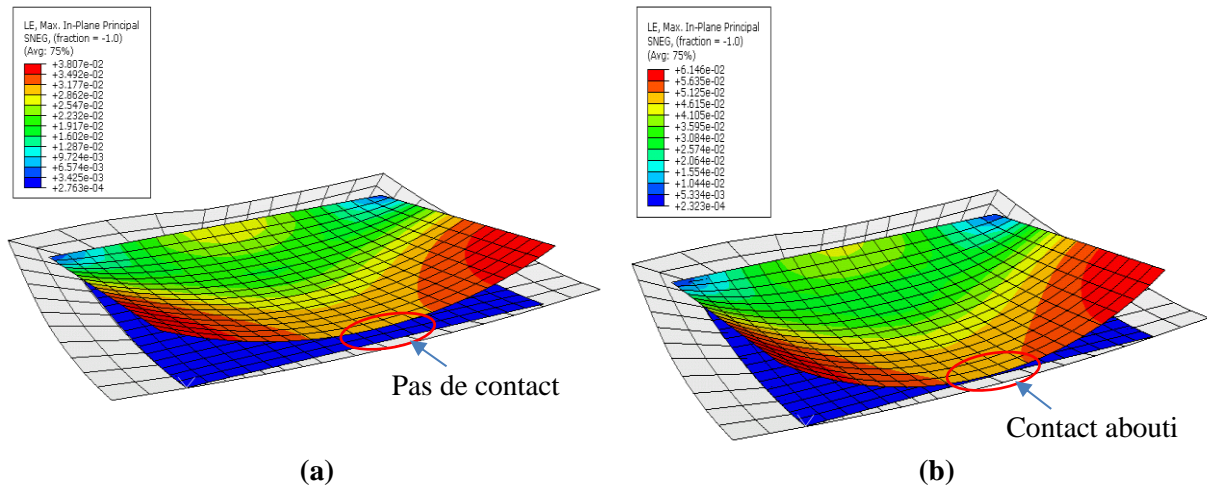 LE, Max. In-Plane Principal
SNEG, (fraction = -1.0)
(Avg: 75%)
+3.807e-02
+3.492e-02
+3.177e-02
+2.862e-02
+2.547e-02
+2.232e-02
+1.917e-02
+1.602e-02
+1.287e-02
+9.724e-03
+6.574e-03
+3.425e-03
+2.763e-04
Pas de contact
(a)
LE, Max. In-Plane Principal
SNEG, (fraction = -1.0)
(Avg: 75%)
+6.146e-02
+5.635e-02
+5.125e-02
+4.615e-02
+4.105e-02
+3.595e-02
+3.084e-02
+2.574e-02
+2.064e-02
+1.554e-02
+1.044e-02
+5.334e-03
+2.323e-04
Contact abouti
(b)